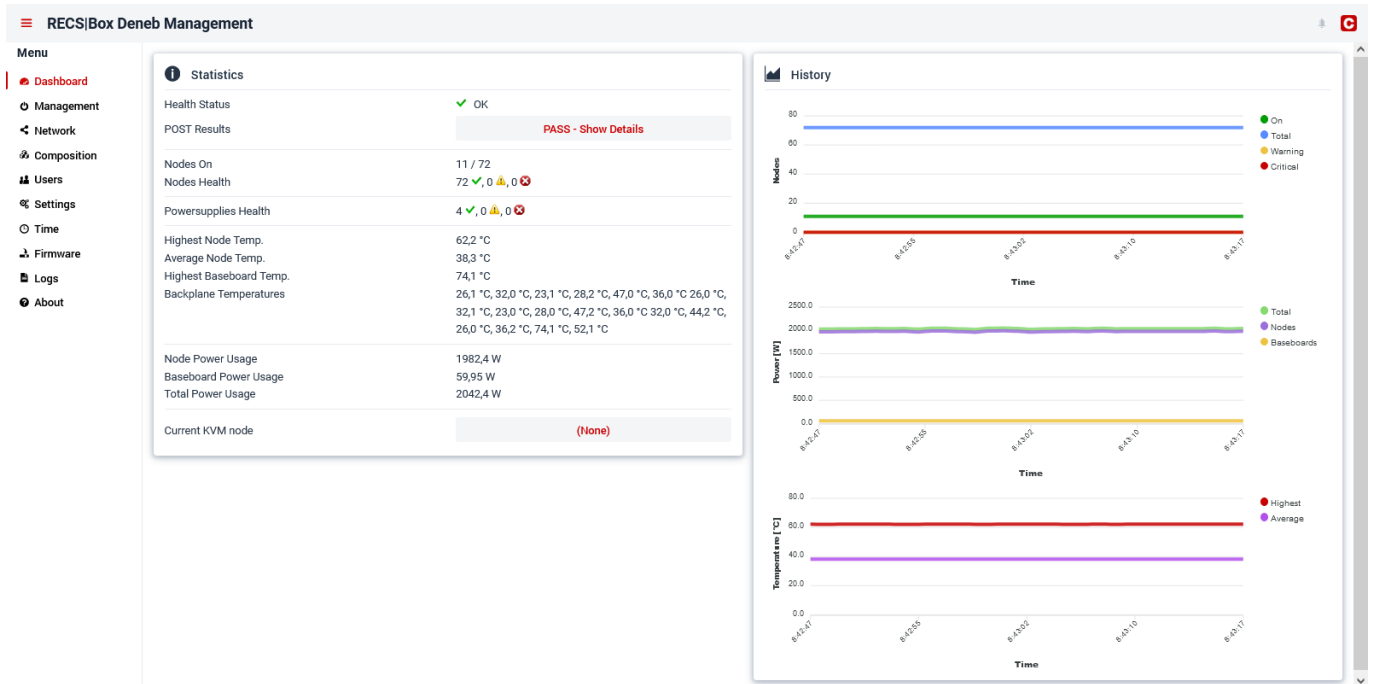 RECS|Box Deneb Management
C
Menu
Dashboard
Management
Network
Composition
Users
Settings
Time
Firmware
Logs
About
Statistics
Health Status OK
POST Results PASS - Show Details
Nodes On 11 / 72
Nodes Health 72 , 0 , 0
Powersupplies Health 4 , 0 , 0
Highest Node Temp. 62,2 °C
Average Node Temp. 38,3 °C
Highest Baseboard Temp. 74,1 °C
Backplane Temperatures 26,1 °C, 32,0 °C, 23,1 °C, 28,2 °C, 47,0 °C, 36,0 °C 26,0 °C,
32,1 °C, 23,0 °C, 28,0 °C, 47,2 °C, 36,0 °C 32,0 °C, 44,2 °C,
26,0 °C, 36,2 °C, 74,1 °C, 52,1 °C
Node Power Usage 1982,4 W
Baseboard Power Usage 59,95 W
Total Power Usage 2042,4 W
Current KVM node (None)
History
Nodes
80
60
40
20
0
8:42:47 8:42:55 8:43:02 8:43:10 8:43:17
Time
On
Total
Warning
Critical
Power [W]
2500.0
2000.0
1500.0
1000.0
500.0
0.0
8:42:47 8:42:55 8:43:02 8:43:10 8:43:17
Time
Total
Nodes
Baseboards
Temperature [°C]
80.0
60.0
40.0
20.0
0.0
8:42:47 8:42:55 8:43:02 8:43:10 8:43:17
Time
Highest
Average